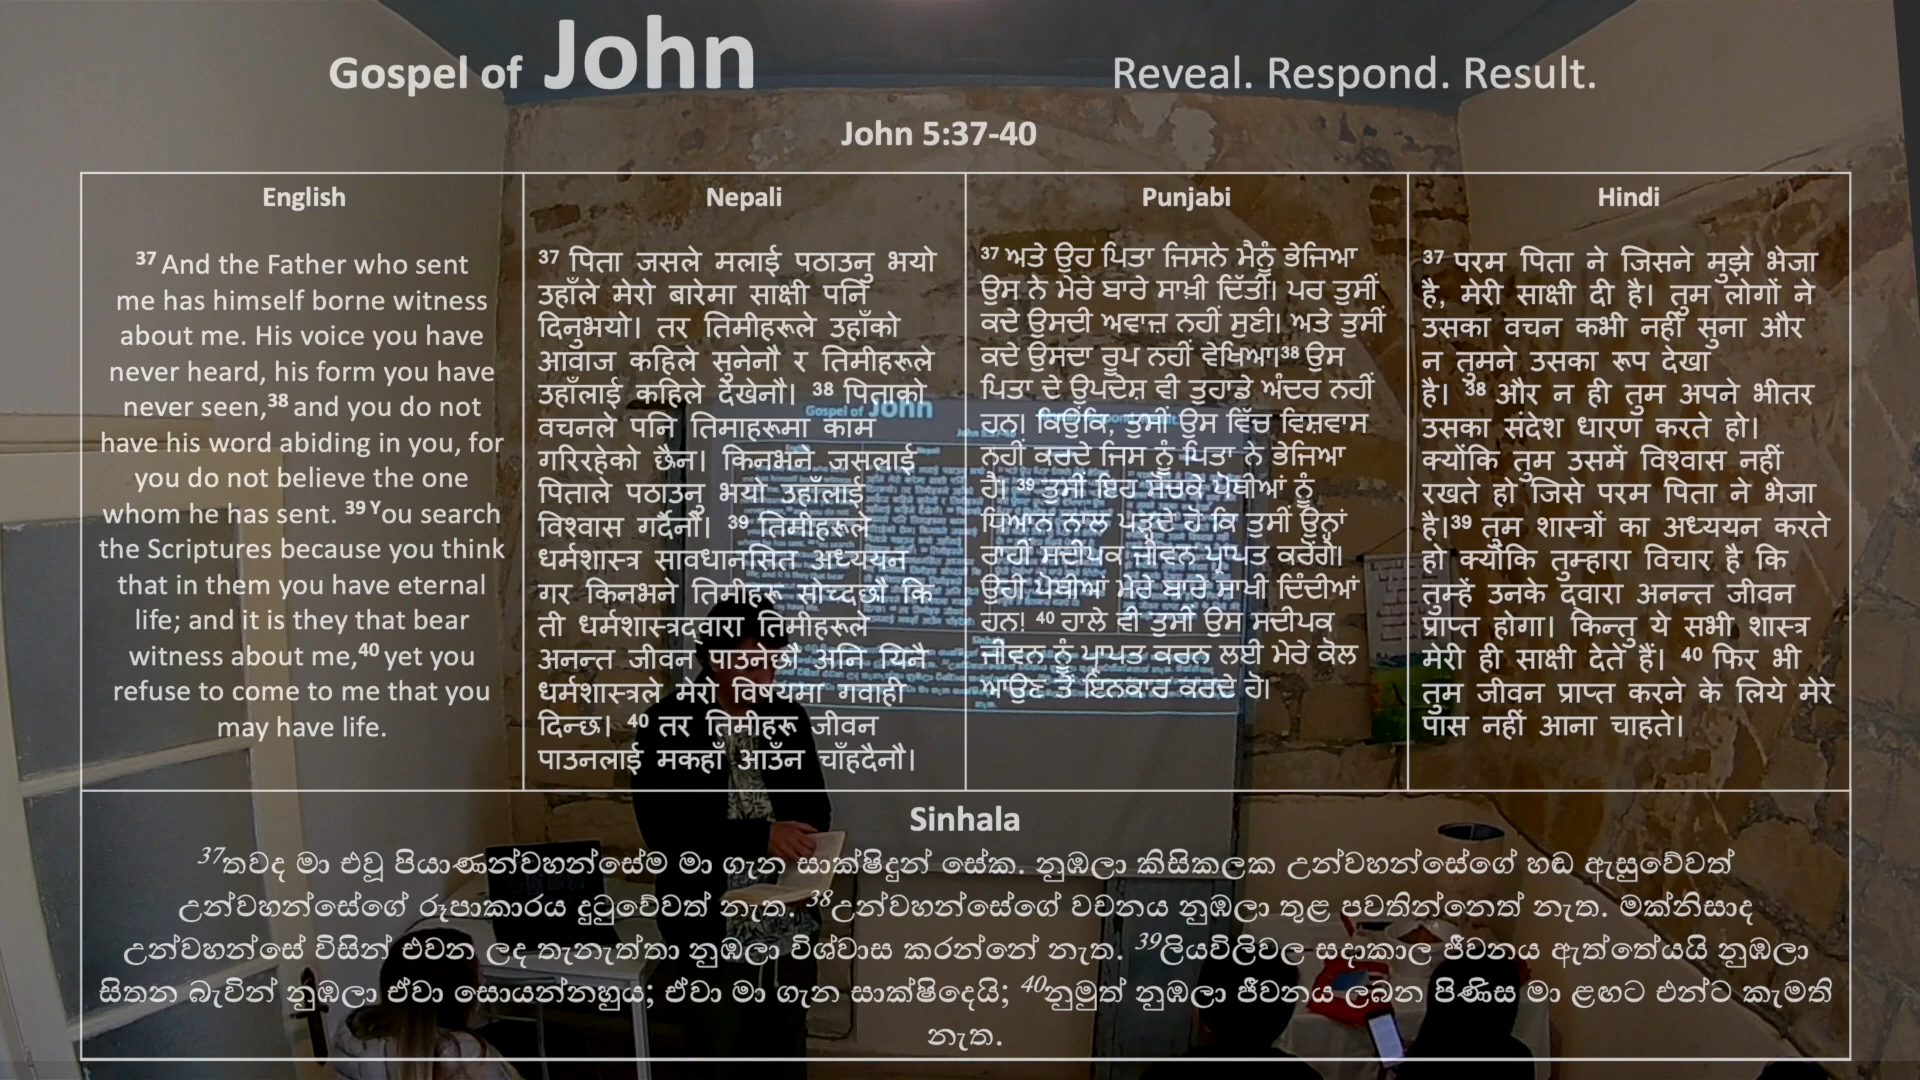 Gospel of John
Reveal. Respond. Result.
John 5:37-40
English
37 And the Father who sent
me has himself borne witness
about me. His voice you have
never heard, his form you have
never seen,38 and you do not
have his word abiding in you, for
you do not believe the one
whom he has sent. 39 You search
the Scriptures because you think
that in them you have eternal
life; and it is they that bear
witness about me,40 yet you
refuse to come to me that you
may have life.
Nepali
37 पिता जसले मलाई पठाउनु भयो
उहाँले मेरो बारेमा साक्षी पनि
दिनुभयो। तर तिमीहरूले उहाँको
आवाज कहिले सुनेनौ र तिमीहरूले
उहाँलाई कहिले देखेनौ। 38 पिताको
वचनले पनि तिमाहरूमा काम
गरिरहेको छैन। किनभने जसलाई
पिताले पठाउनु भयो उहाँलाई
विश्वास गर्दैनौ। 39 तिमीहरूले
धर्मशास्त्र सावधानसित अध्ययन
गर किनभने तिमीहरू सोच्दछौ कि
ती धर्मशास्त्रद्वारा तिमीहरूले
अनन्त जीवन पाउनेछौ अनि यिनै
धर्मशास्त्रले मेरो विषयमा गवाही
दिन्छ। 40 तर तिमीहरू जीवन
पाउनलाई मकहाँ आउँन चाँहदैनौ।
Punjabi
37 ਅਤੇ ਉਹ ਪਿਤਾ ਜਿਸਨੇ ਮੈਨੂੰ ਭੇਜਿਆ
ਉਸ ਨੇ ਮੇਰੇ ਬਾਰੇ ਸਾਖ਼ੀ ਦਿੱਤੀ। ਪਰ ਤੁਸੀਂ
ਕਦੇ ਉਸਦੀ ਅਵਾਜ਼ ਨਹੀਂ ਸੁਣੀ। ਅਤੇ ਤੁਸੀਂ
ਕਦੇ ਉਸਦਾ ਰੂਪ ਨਹੀਂ ਵੇਖਿਆ।38 ਉਸ
ਪਿਤਾ ਦੇ ਉਪਦੇਸ਼ ਵੀ ਤੁਹਾਡੇ ਅੰਦਰ ਨਹੀਂ
ਹਨ। ਕਿਉਂਕਿ, ਤੁਸੀਂ ਉਸ ਵਿੱਚ ਵਿਸ਼ਵਾਸ
ਨਹੀਂ ਕਰਦੇ ਜਿਸ ਨੂੰ ਪਿਤਾ ਨੇ ਭੇਜਿਆ
ਹੈ। 39 ਤੁਸੀਂ ਇਹ ਸੋਚਕੇ ਪੋਥੀਆਂ ਨੂੰ
ਧਿਆਨ ਨਾਲ ਪੜ੍ਹਦੇ ਹੋ ਕਿ ਤੁਸੀਂ ਉਨ੍ਹਾਂ
ਰਾਹੀਂ ਸਦੀਪਕ ਜੀਵਨ ਪ੍ਰਾਪਤ ਕਰੋਂਗੇ।
ਉਹੀ ਪੋਥੀਆਂ ਮੇਰੇ ਬਾਰੇ ਸਾਖੀ ਦਿੰਦੀਆਂ
ਹਨ! 40 ਹਾਲੇ ਵੀ ਤੁਸੀਂ ਉਸ ਸਦੀਪਕ
ਜੀਵਨ ਨੂੰ ਪ੍ਰਾਪਤ ਕਰਨ ਲਈ ਮੇਰੇ ਕੋਲ
ਆਉਣ ਤੋਂ ਇਨਕਾਰ ਕਰਦੇ ਹੋ।
Hindi
37 परम पिता ने जिसने मुझे भेजा
है, मेरी साक्षी दी है। तुम लोगों ने
उसका वचन कभी नहीं सुना और
न तुमने उसका रूप देखा
है। 38 और न ही तुम अपने भीतर
उसका संदेश धारण करते हो।
क्योंकि तुम उसमें विश्वास नहीं
रखते हो जिसे परम पिता ने भेजा
है।39 तुम शास्त्रों का अध्ययन करते
हो क्योंकि तुम्हारा विचार है कि
तुम्हें उनके द्वारा अनन्त जीवन
प्राप्त होगा। किन्तु ये सभी शास्त्र
मेरी ही साक्षी देते हैं। 40 फिर भी
तुम जीवन प्राप्त करने के लिये मेरे
पास नहीं आना चाहते।
Sinhala
37තවද මා එවූ පියාණන්වහන්සේම මා ගැන සාක්ෂිදුන් සේක. නුඹලා කිසිකලක උන්වහන්සේගේ හඬ ඇසුවේවත්
උන්වහන්සේගේ රූපාකාරය දුටුවේවත් නැත. 38උන්වහන්සේගේ වචනය නුඹලා තුළ පවතින්නෙත් නැත. මක්නිසාද
උන්වහන්සේ විසින් එවන ලද තැනැත්තා නුඹලා විශ්වාස කරන්නේ නැත. 39ලියවිලිවල සදාකාල ජීවනය ඇත්තේයයි නුඹලා
සිතන බැවින් නුඹලා ඒවා සොයන්නහුය; ඒවා මා ගැන සාක්ෂිදෙයි; 40නුමුත් නුඹලා ජීවනය ලබන පිණිස මා ළඟට එන්ට කැමති
නැත.
Gospel of John